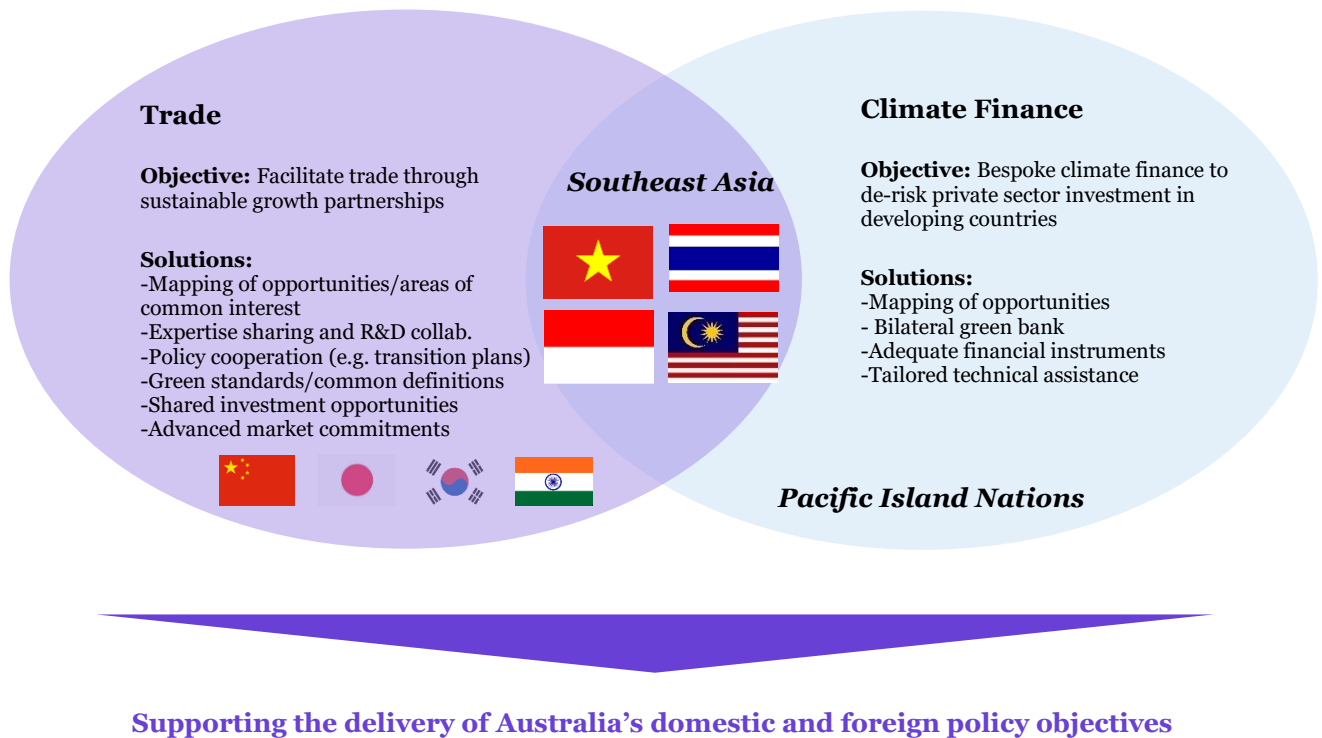 Trade
Objective: Facilitate trade through
sustainable growth partnerships
Solutions:
-Mapping of opportunities/areas of
common interest
-Expertise sharing and R&D collab.
-Policy cooperation (e.g. transition plans)
-Green standards/common definitions
-Shared investment opportunities
-Advanced market commitments
Southeast Asia
Climate Finance
Objective: Bespoke climate finance to
de-risk private sector investment in
developing countries
Solutions:
-Mapping of opportunities
- Bilateral green bank
-Adequate financial instruments
-Tailored technical assistance
Pacific Island Nations
Supporting the delivery of Australia’s domestic and foreign policy objectives